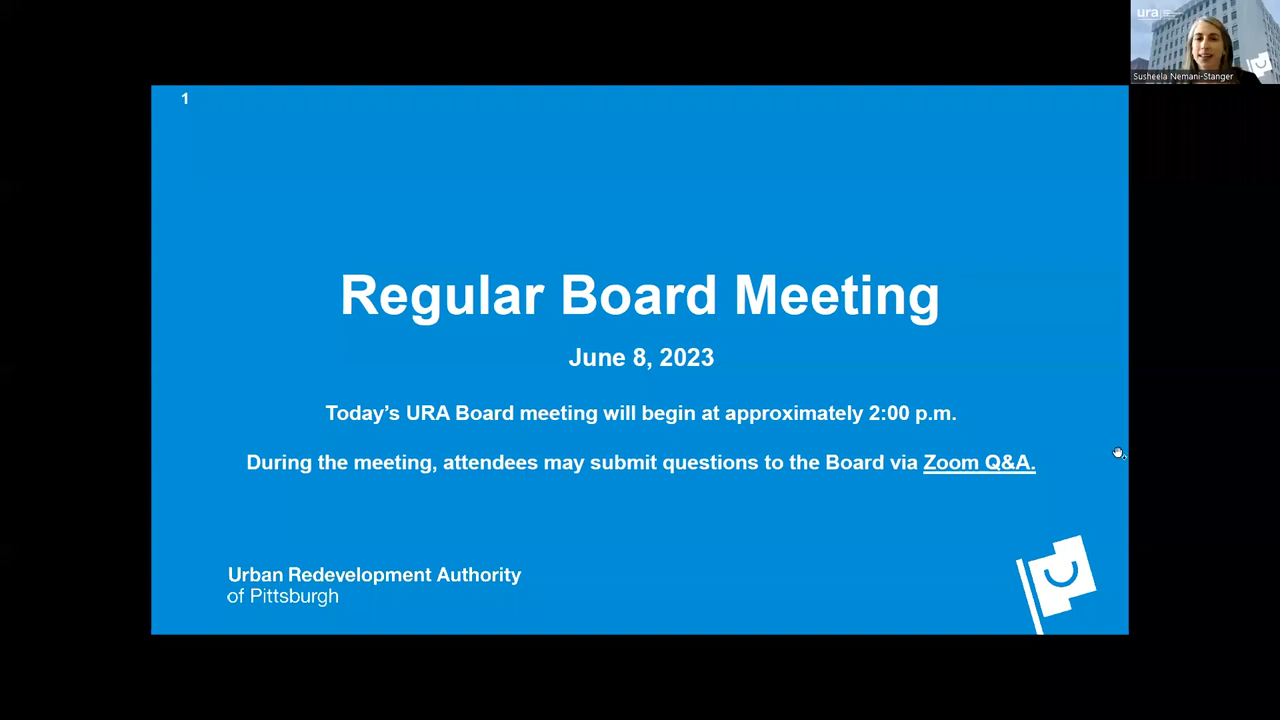 ura
Susheela Nemani-Stanger
1
Regular Board Meeting
June 8, 2023
Today’s URA Board meeting will begin at approximately 2:00 p.m.
During the meeting, attendees may submit questions to the Board via Zoom Q&A.
Urban Redevelopment Authority
of Pittsburgh